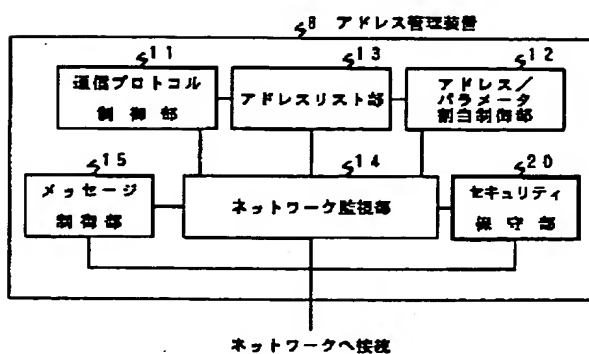 8 アドレス管理装置
11
13
12
通信プロトコル
制御部
アドレスリスト部
アドレス／
パラメータ
割当制御部
15
14
20
メッセージ
制御部
ネットワーク監視部
セキュリティ
保守部
ネットワークへ接続